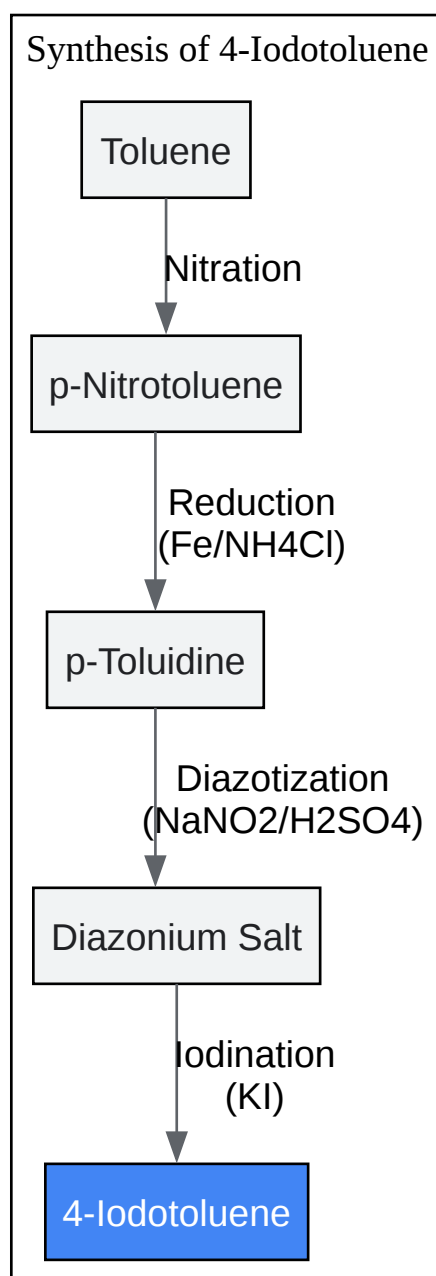 Synthesis of 4-Iodotoluene
Toluene
Nitration
p-Nitrotoluene
Reduction
(Fe/NH4Cl)
p-Toluidine
Diazotization
(NaNO2/H2SO4)
Diazonium Salt
Iodination
(KI)
4-Iodotoluene